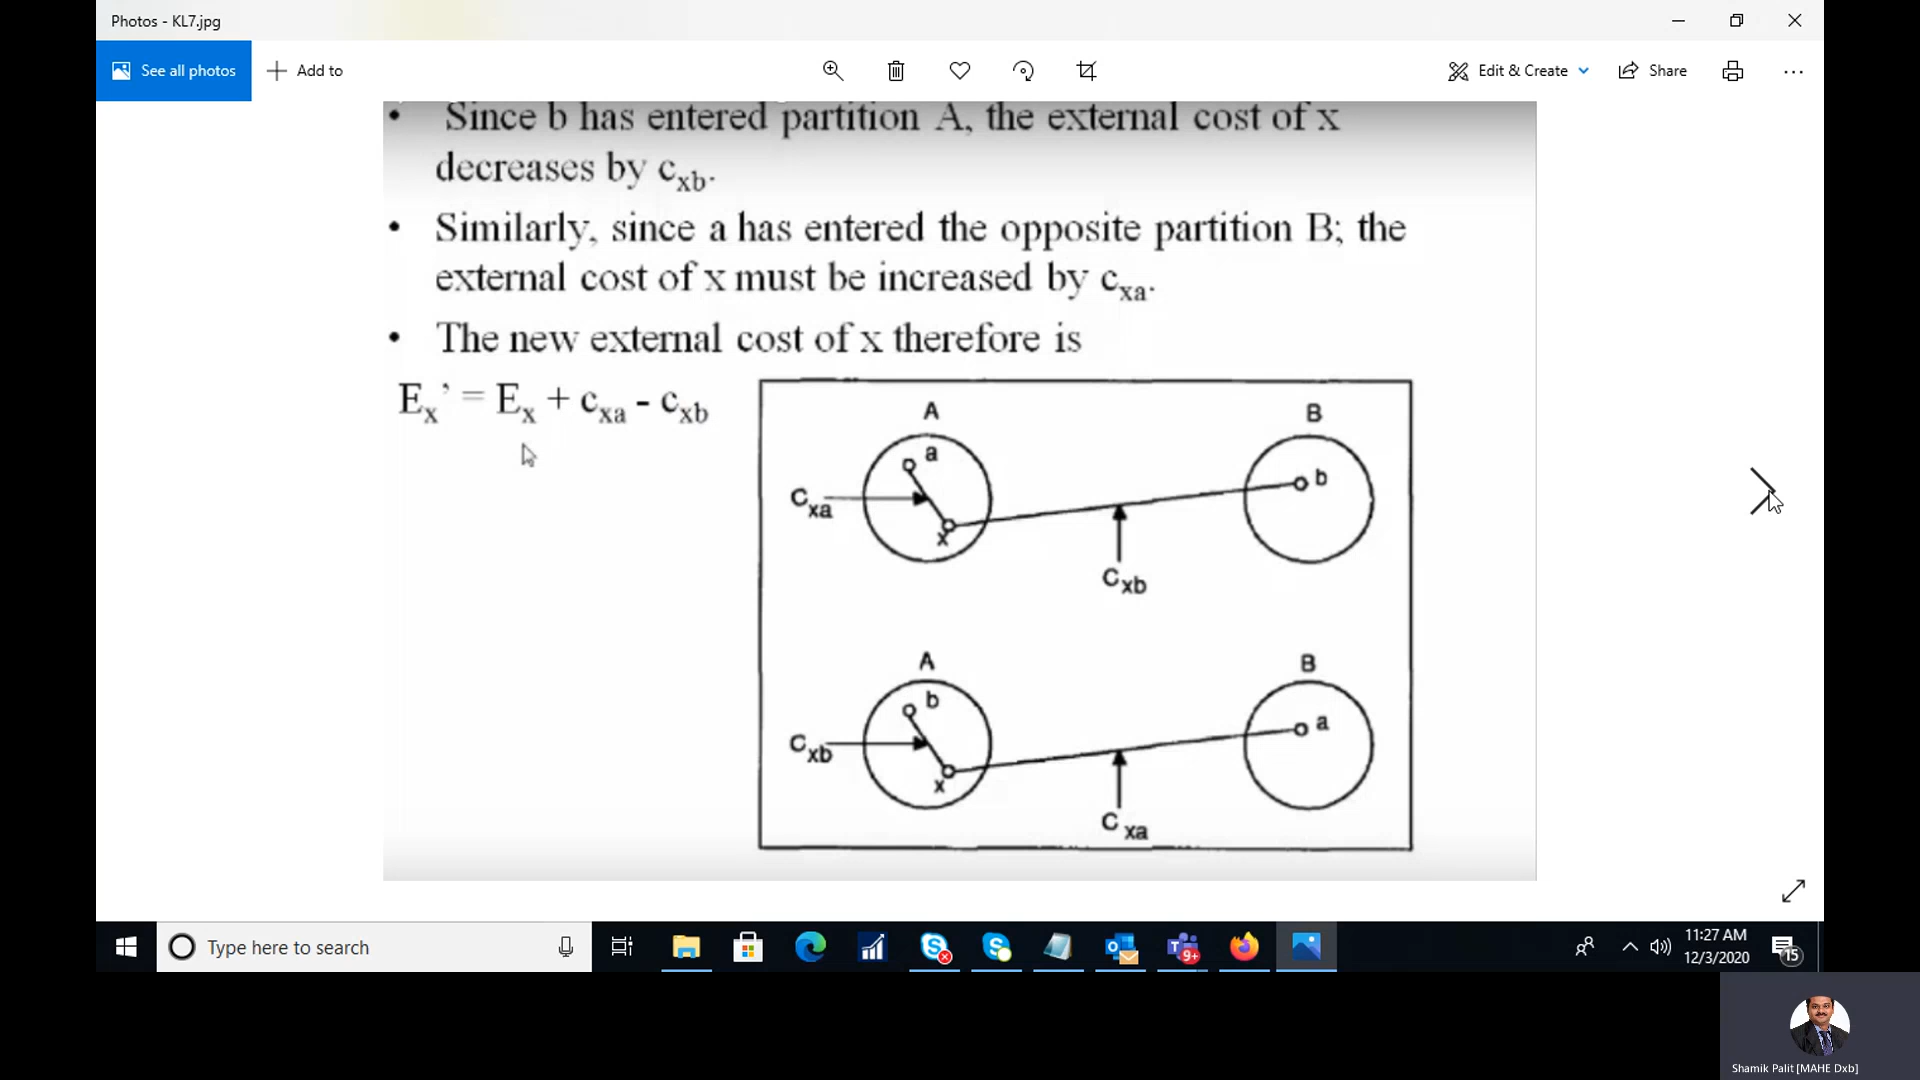 Photos - KL7.jpg
See all photos
Add to
Edit & Create
Share
• Since b has entered partition A, the external cost of x
decreases by cxb.
• Similarly, since a has entered the opposite partition B; the
external cost of x must be increased by cxa.
• The new external cost of x therefore is
Ex' = Ex + cxa - cxb
A
B
a
b
Cxa
x
Cxb
A
B
b
a
Cxb
x
Cxa
Type here to search
9+
11:27 AM
12/3/2020
15
Shamik Palit [MAHE Dxb]